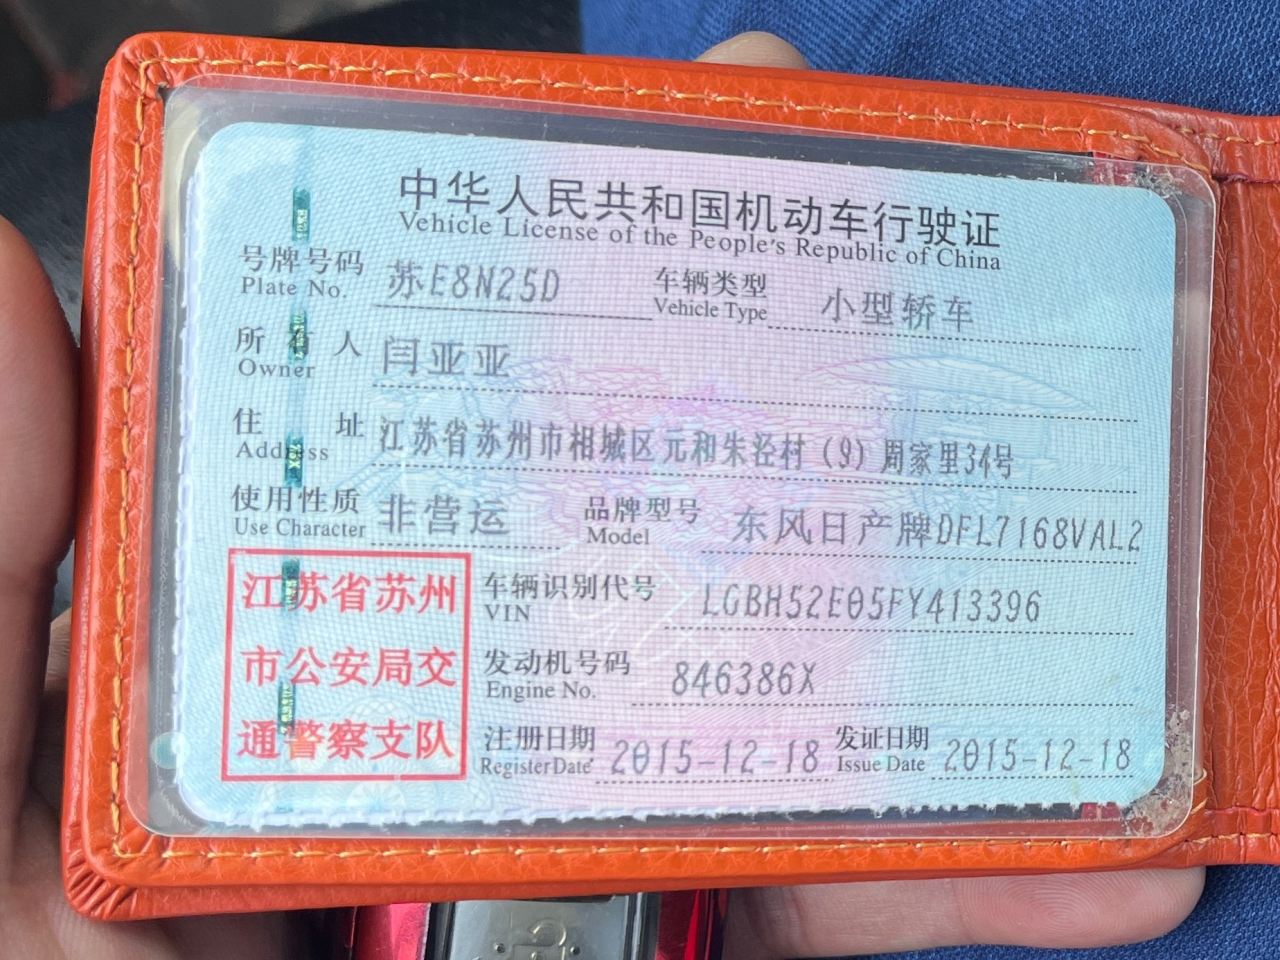 中华人民共和国机动车行驶证
Vehicle License of the People's Republic of China
号牌号码 苏E8N25D 车辆类型 小型轿车
Plate No. Vehicle Type
所有人 闫亚亚
Owner
住址 江苏省苏州市相城区元和朱泾村（9）周家里34号
Address
使用性质 非营运 品牌型号 东风日产牌DFL7168VAL2
Use Character Model
江苏省苏州
市公安局交
通警察支队
车辆识别代号 LGBH52E05FY413396
VIN
发动机号码 846386X
Engine No.
注册日期 2015-12-18 发证日期 2015-12-18
Register Date Issue Date